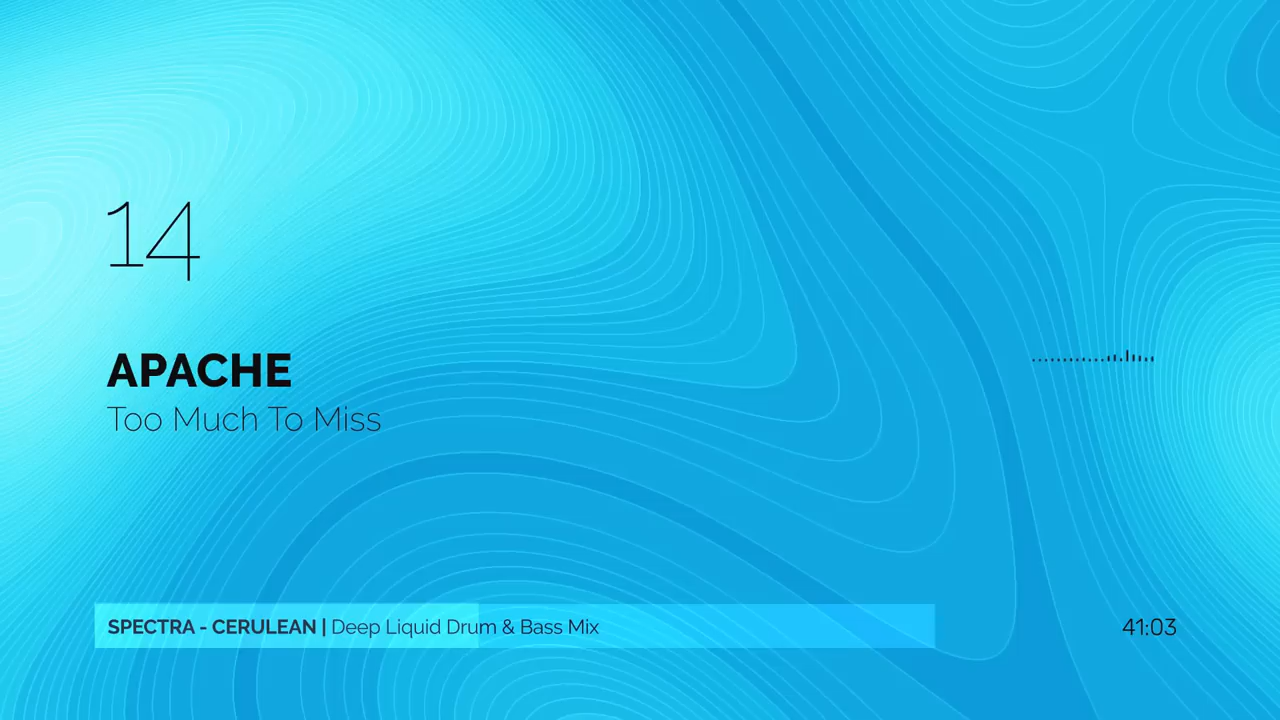 14
APACHE
Too Much To Miss
SPECTRA - CERULEAN | Deep Liquid Drum & Bass Mix
41:03